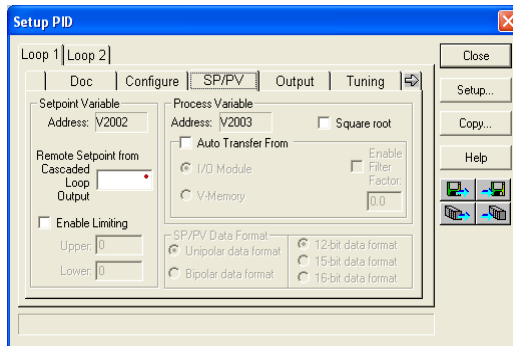 Setup PID
Loop 1 Loop 2
Doc Configure SP/PV Output Tuning
Setpoint Variable
Address: V2002
Remote Setpoint from
Cascaded
Loop
Output
Enable Limiting
Upper: 0
Lower: 0
Process Variable
Address: V2003
Square root
Auto Transfer From
I/O Module
V-Memory
Enable
Filter
Factor:
0.0
SP/PV Data Format
Unipolar data format
Bipolar data format
12-bit data format
15-bit data format
16-bit data format
Close
Setup...
Copy...
Help